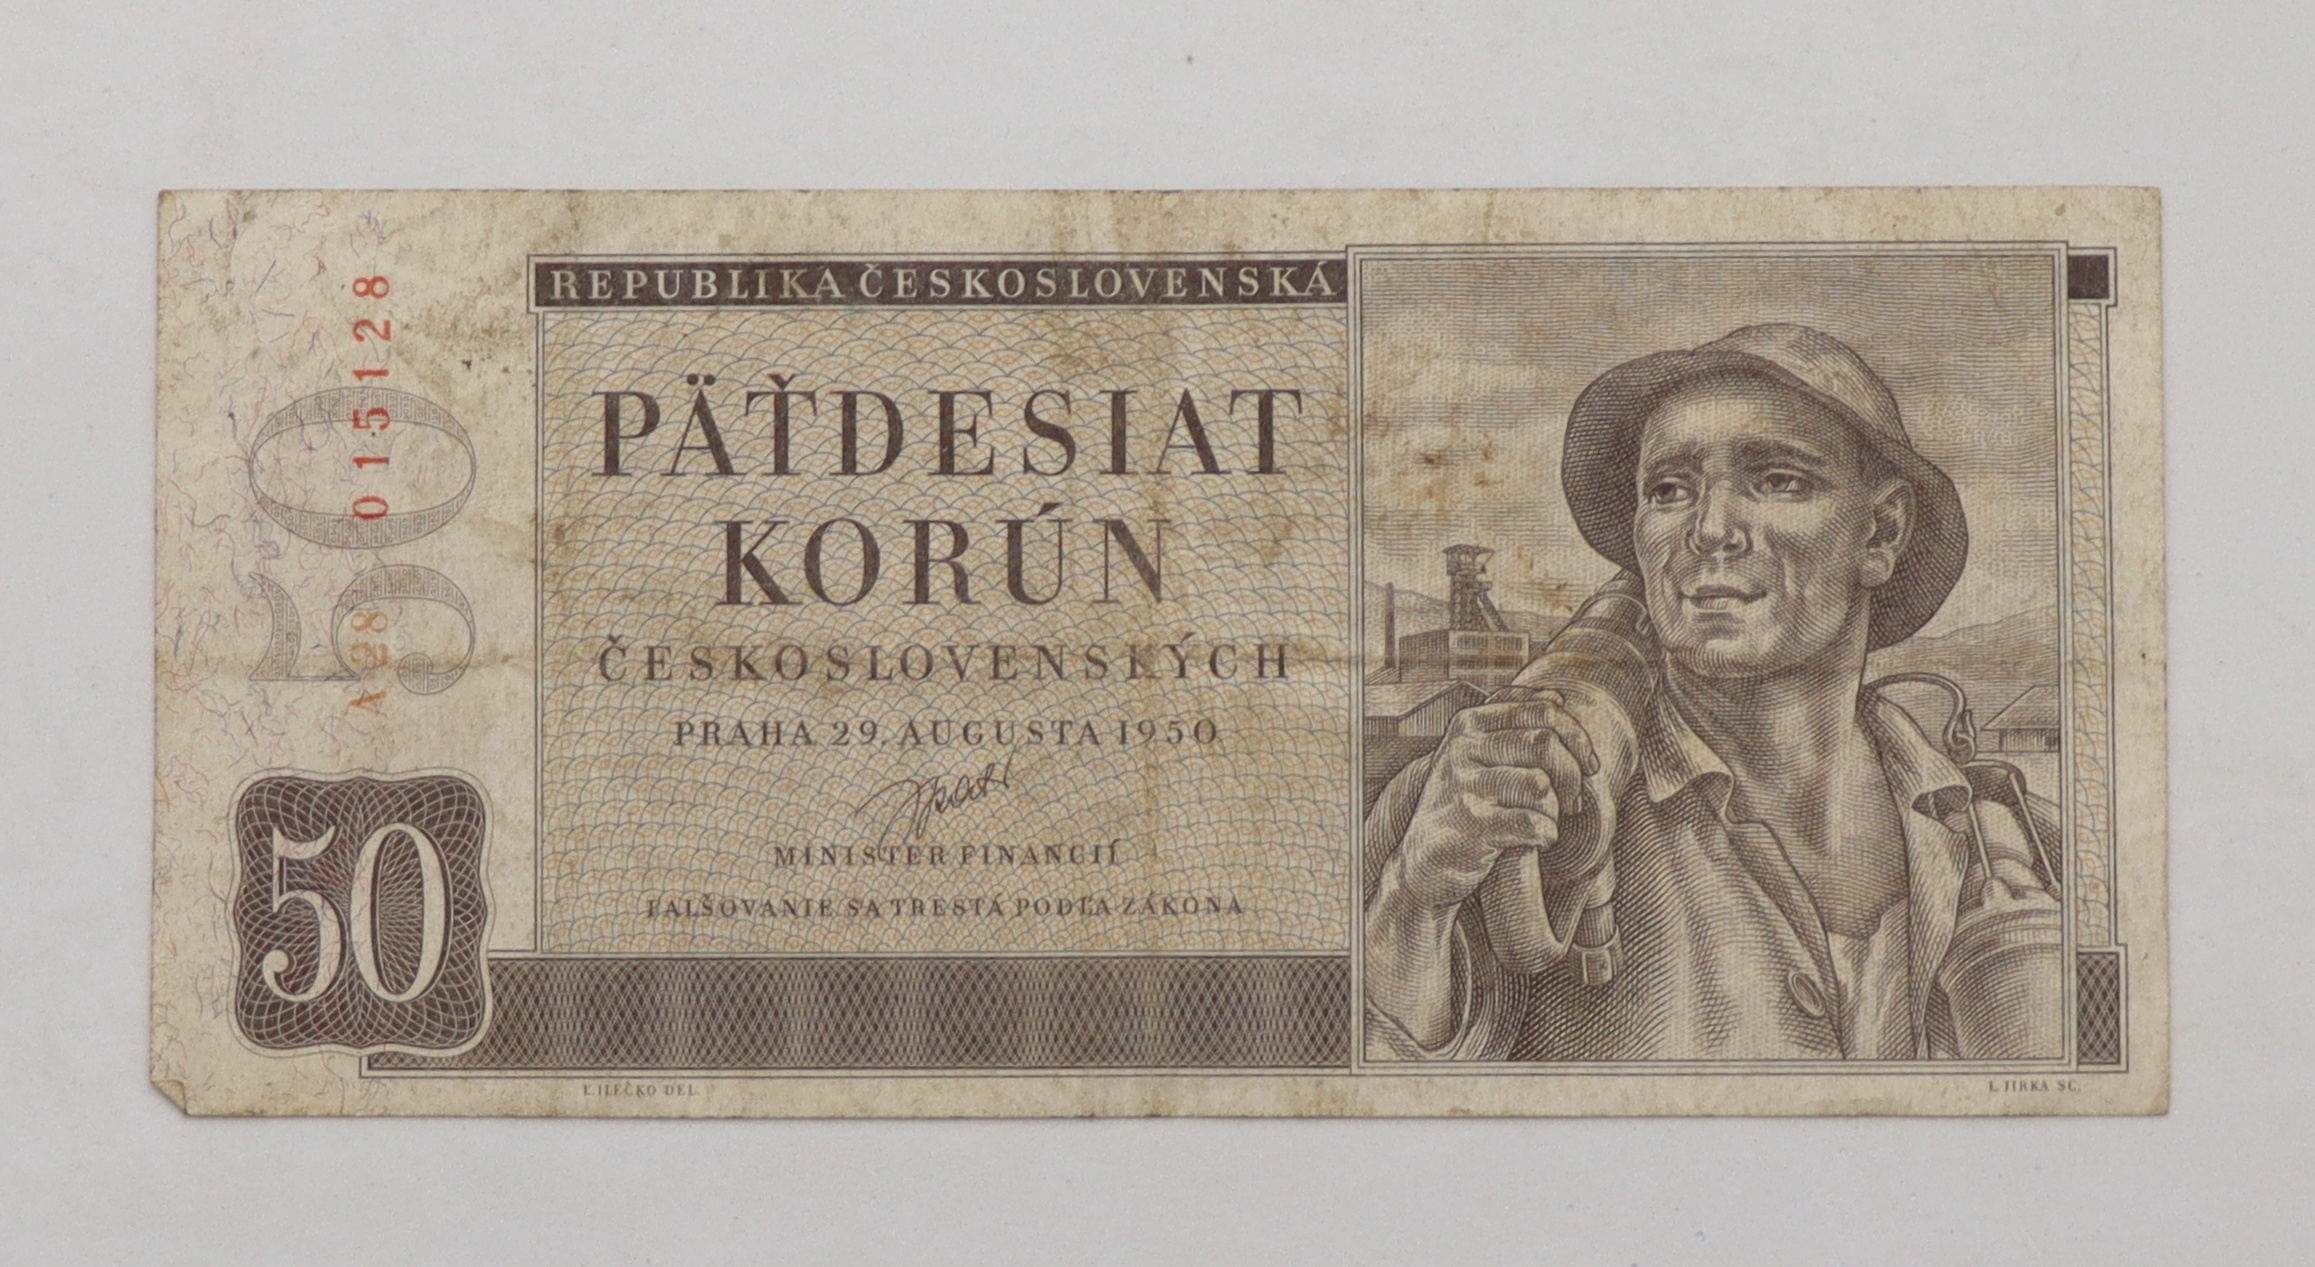 REPUBLIKA ČESKOSLOVENSKÁ
PÄŤDESIAT
KORÚN
ČESKOSLOVENSKÝCH
PRAHA 29. AUGUSTA 1950
MINISTER FINANCIÍ
FALŠOVANIE SA TRESTÁ PODĽA ZÁKONA
50
A 28 015128
50
Ľ. ILEČKO DEL.
L. JIRKA SC.